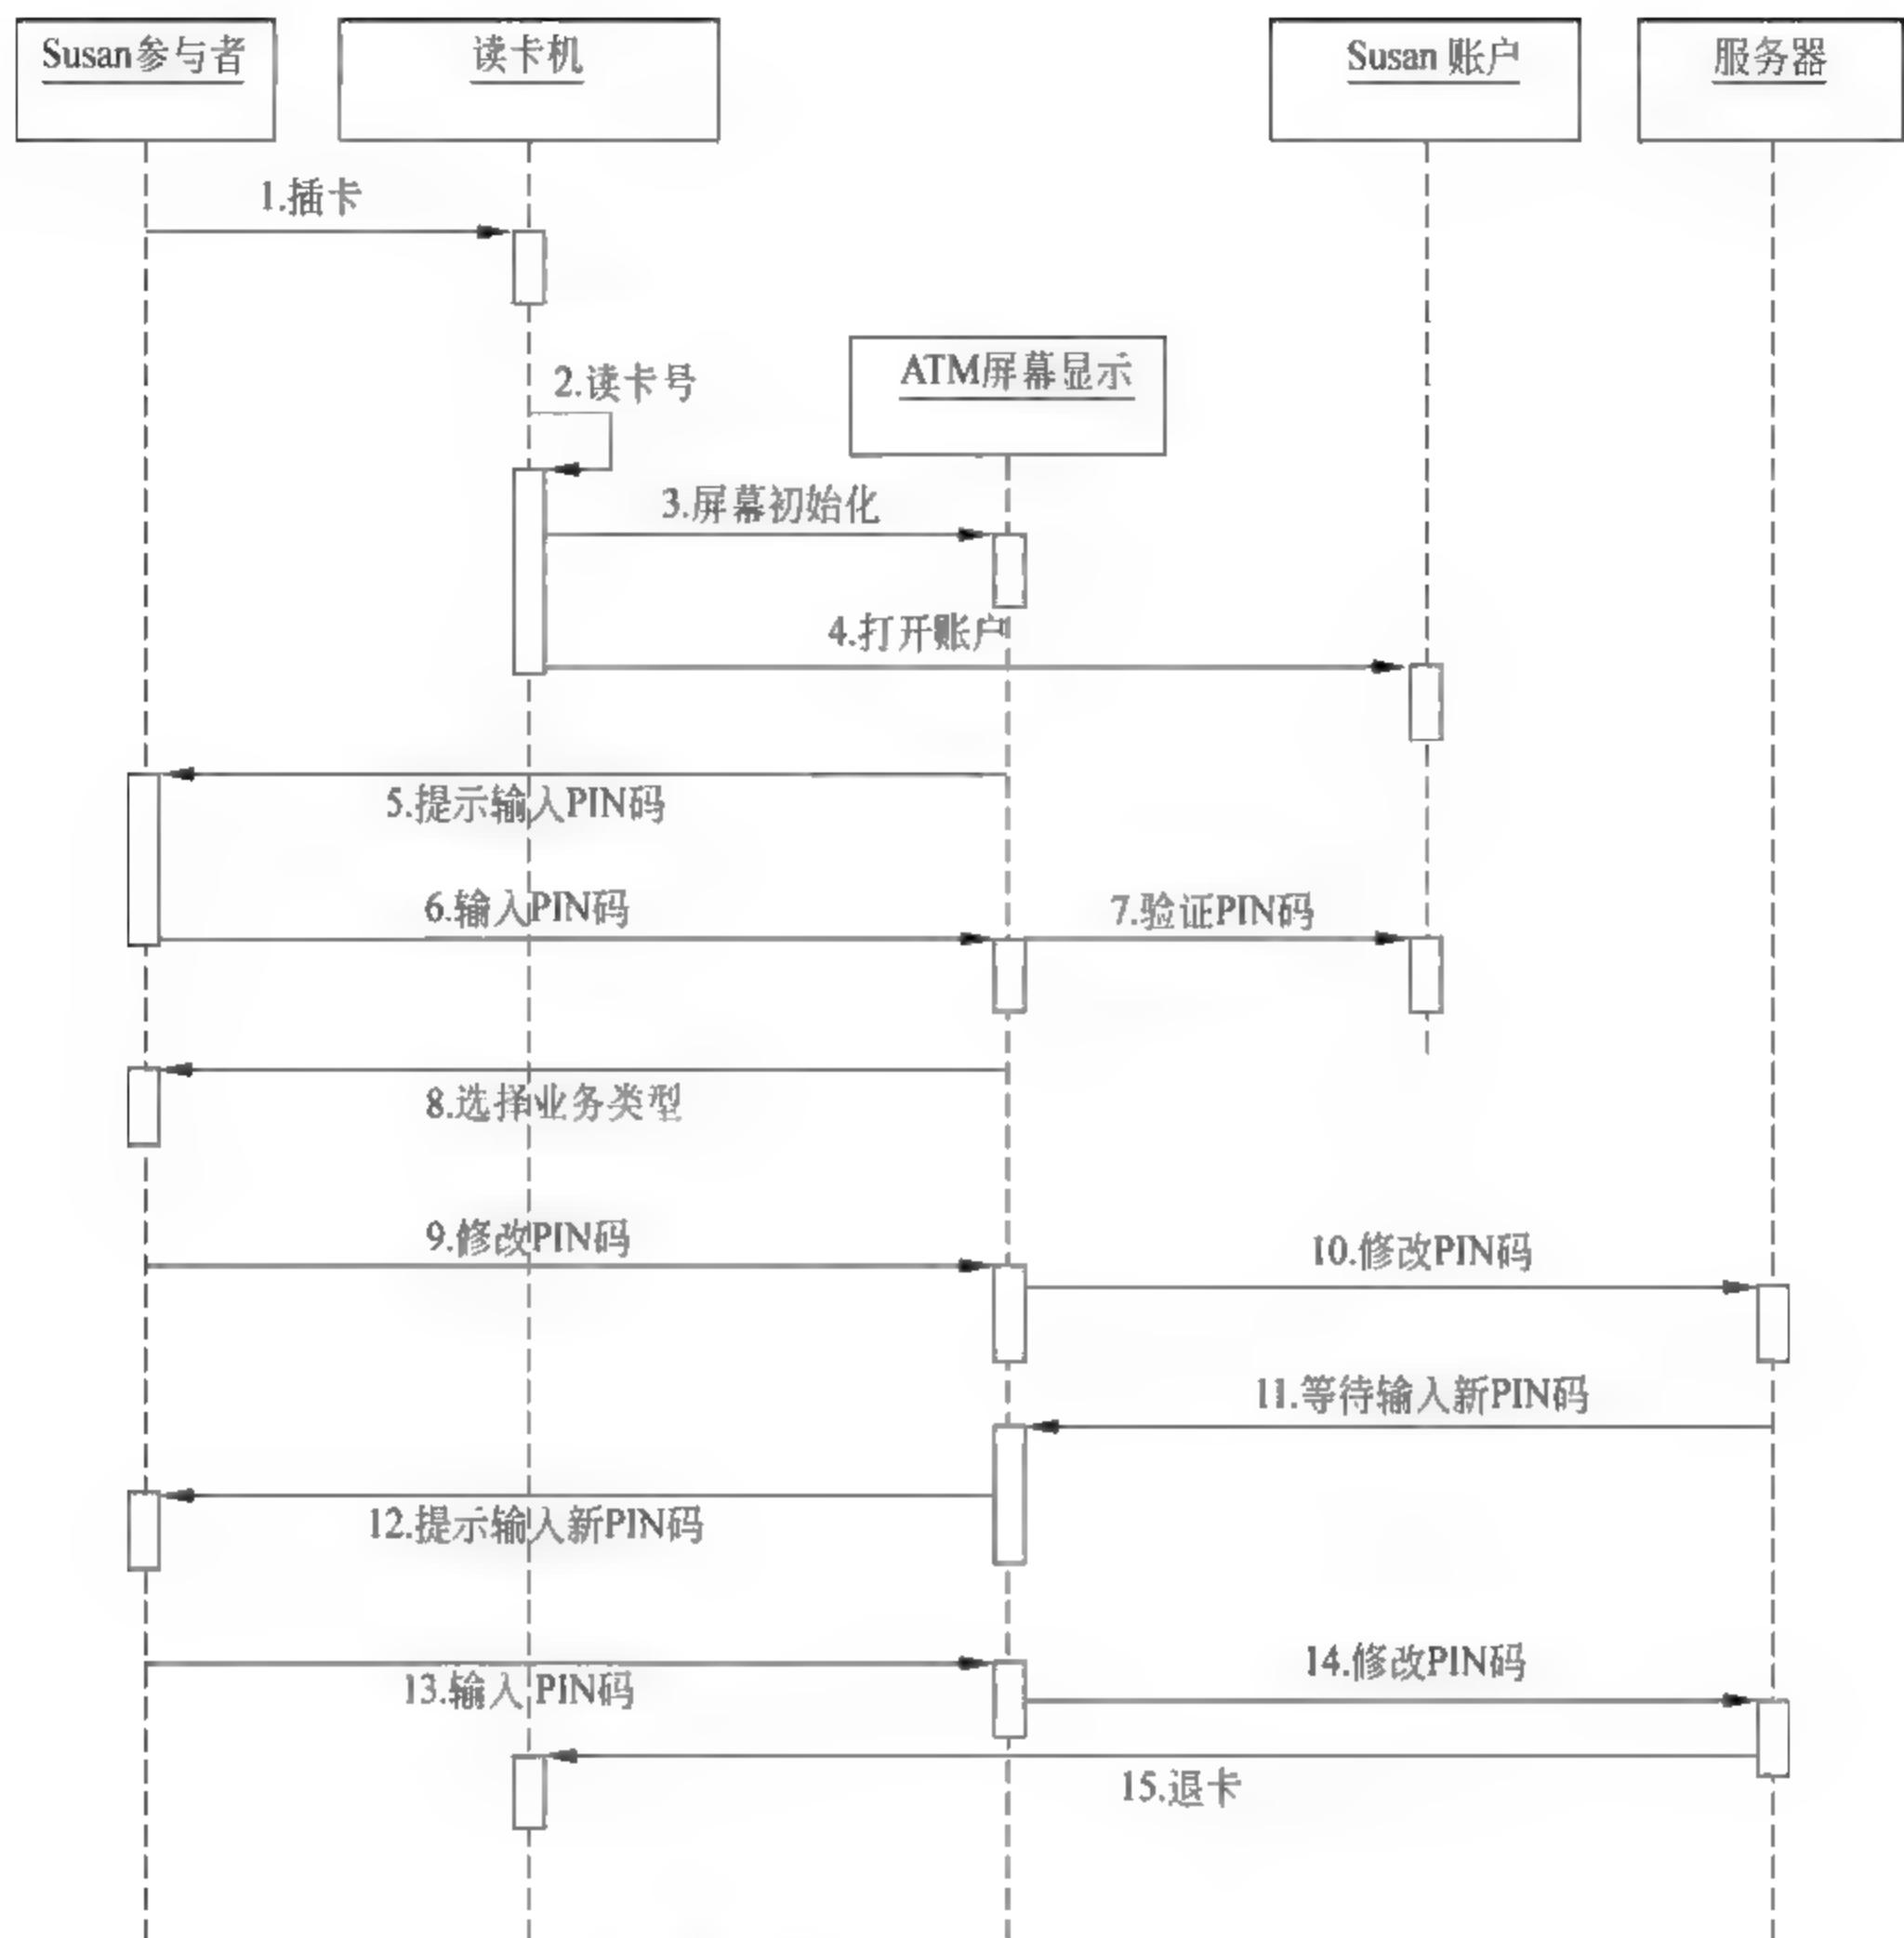 Susan参与者
读卡机
Susan 账户
服务器
1.插卡
ATM屏幕显示
2.读卡号
3.屏幕初始化
4.打开账户
5.提示输入PIN码
6.输入PIN码
7.验证PIN码
8.选择业务类型
9.修改PIN码
10.修改PIN码
11.等待输入新PIN码
12.提示输入新PIN码
13.输入 PIN码
14.修改PIN码
15.退卡